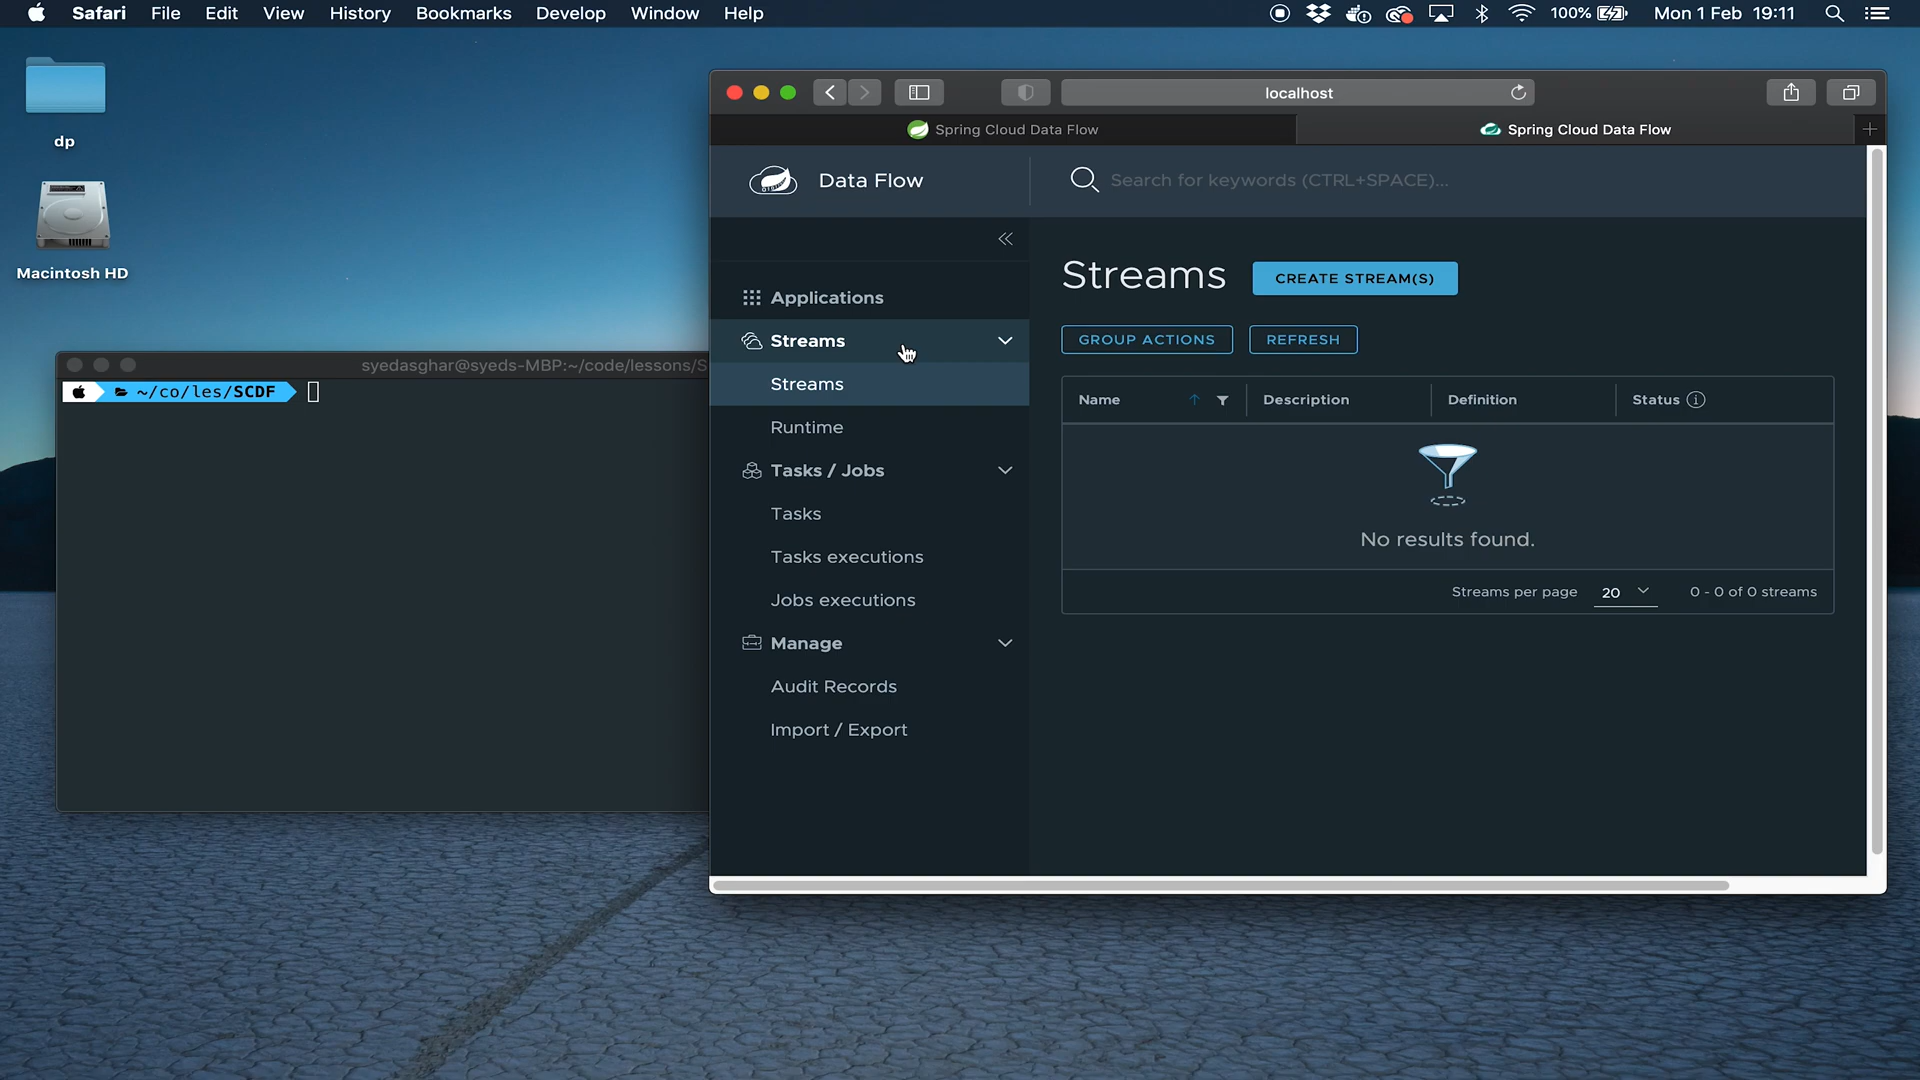 Safari File Edit View History Bookmarks Develop Window Help 100% Mon 1 Feb 19:11
dp
Macintosh HD
syedasghar@syeds-MBP:~/code/lessons/S
~/co/les/SCDF
localhost
Spring Cloud Data Flow
Spring Cloud Data Flow
Data Flow
Search for keywords (CTRL+SPACE)...
Applications
Streams
Streams
Runtime
Tasks / Jobs
Tasks
Tasks executions
Jobs executions
Manage
Audit Records
Import / Export
Streams
CREATE STREAM(S)
GROUP ACTIONS
REFRESH
Name Description Definition Status
No results found.
Streams per page 20 0 - 0 of 0 streams